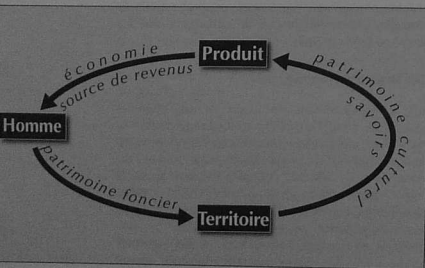 Produit
économie
source de revenus
Homme
patrimoine foncier
Territoire
patrimoine culturel
savoirs